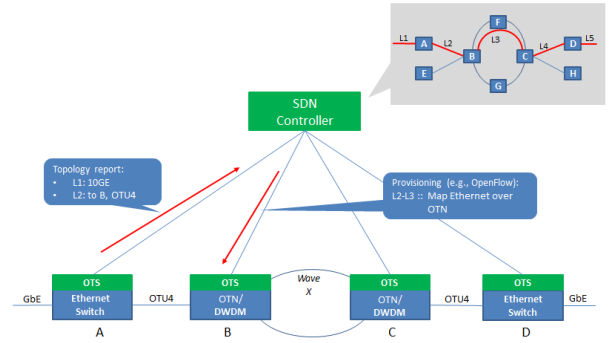 F
L1
A
L2
L3
L4
D
L5
B
C
E
G
H
SDN
Controller
Topology report:
• L1: 10GE
• L2: to B, OTU4
Provisioning (e.g., OpenFlow):
L2-L3 :: Map Ethernet over
OTN
Wave
X
OTS
OTS
OTS
OTS
GbE
Ethernet
Switch
OTU4
OTN/
DWDM
OTN/
DWDM
OTU4
Ethernet
Switch
GbE
A
B
C
D